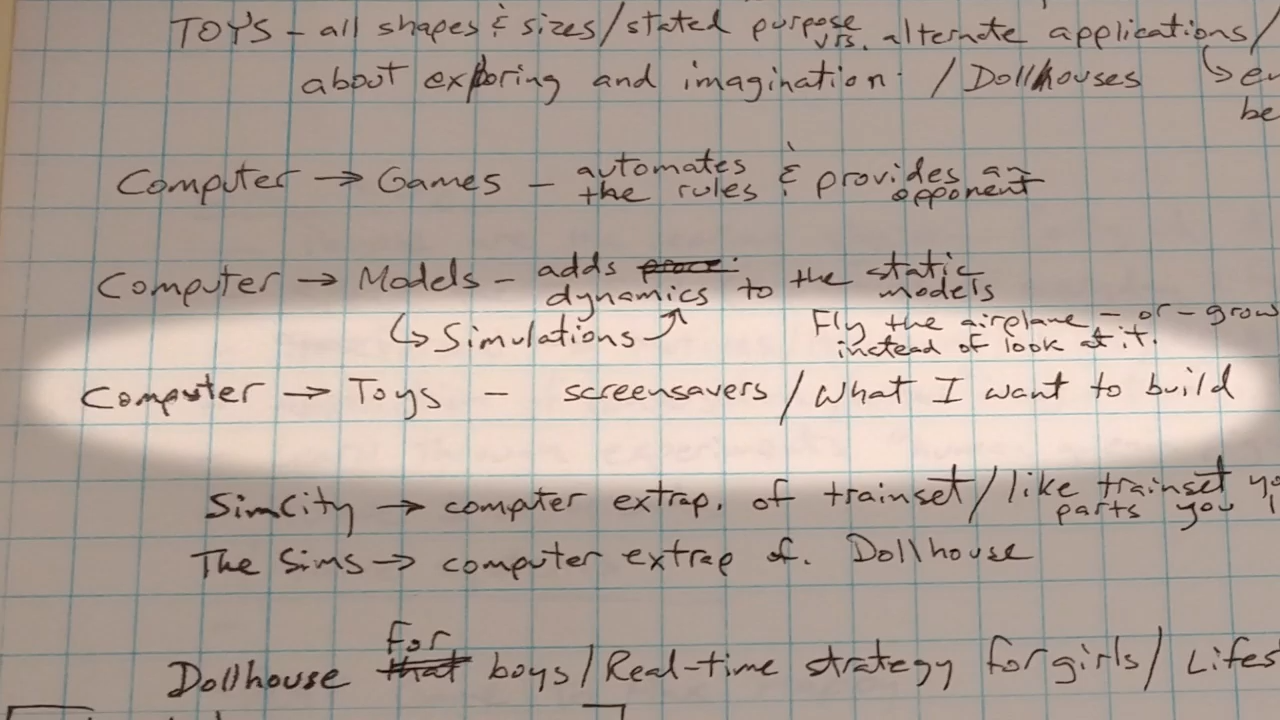 TOYS - all shapes & sizes/stated purpose vrs. alternate applications/
about exploring and imagination. / Dollhouses
be
Computer → Games - automates the rules & provides an opponent
Computer → Models - adds dynamics to the static models
↳ Simulations
Fly the airplane - or - grow
instead of look at it.
Computer → Toys - screensavers / What I want to build
SimCity → computer extrap. of trainset/like trainset
parts you
The Sims → computer extrap of. Dollhouse
Dollhouse For that boys/Real-time strategy for girls/ Lifes